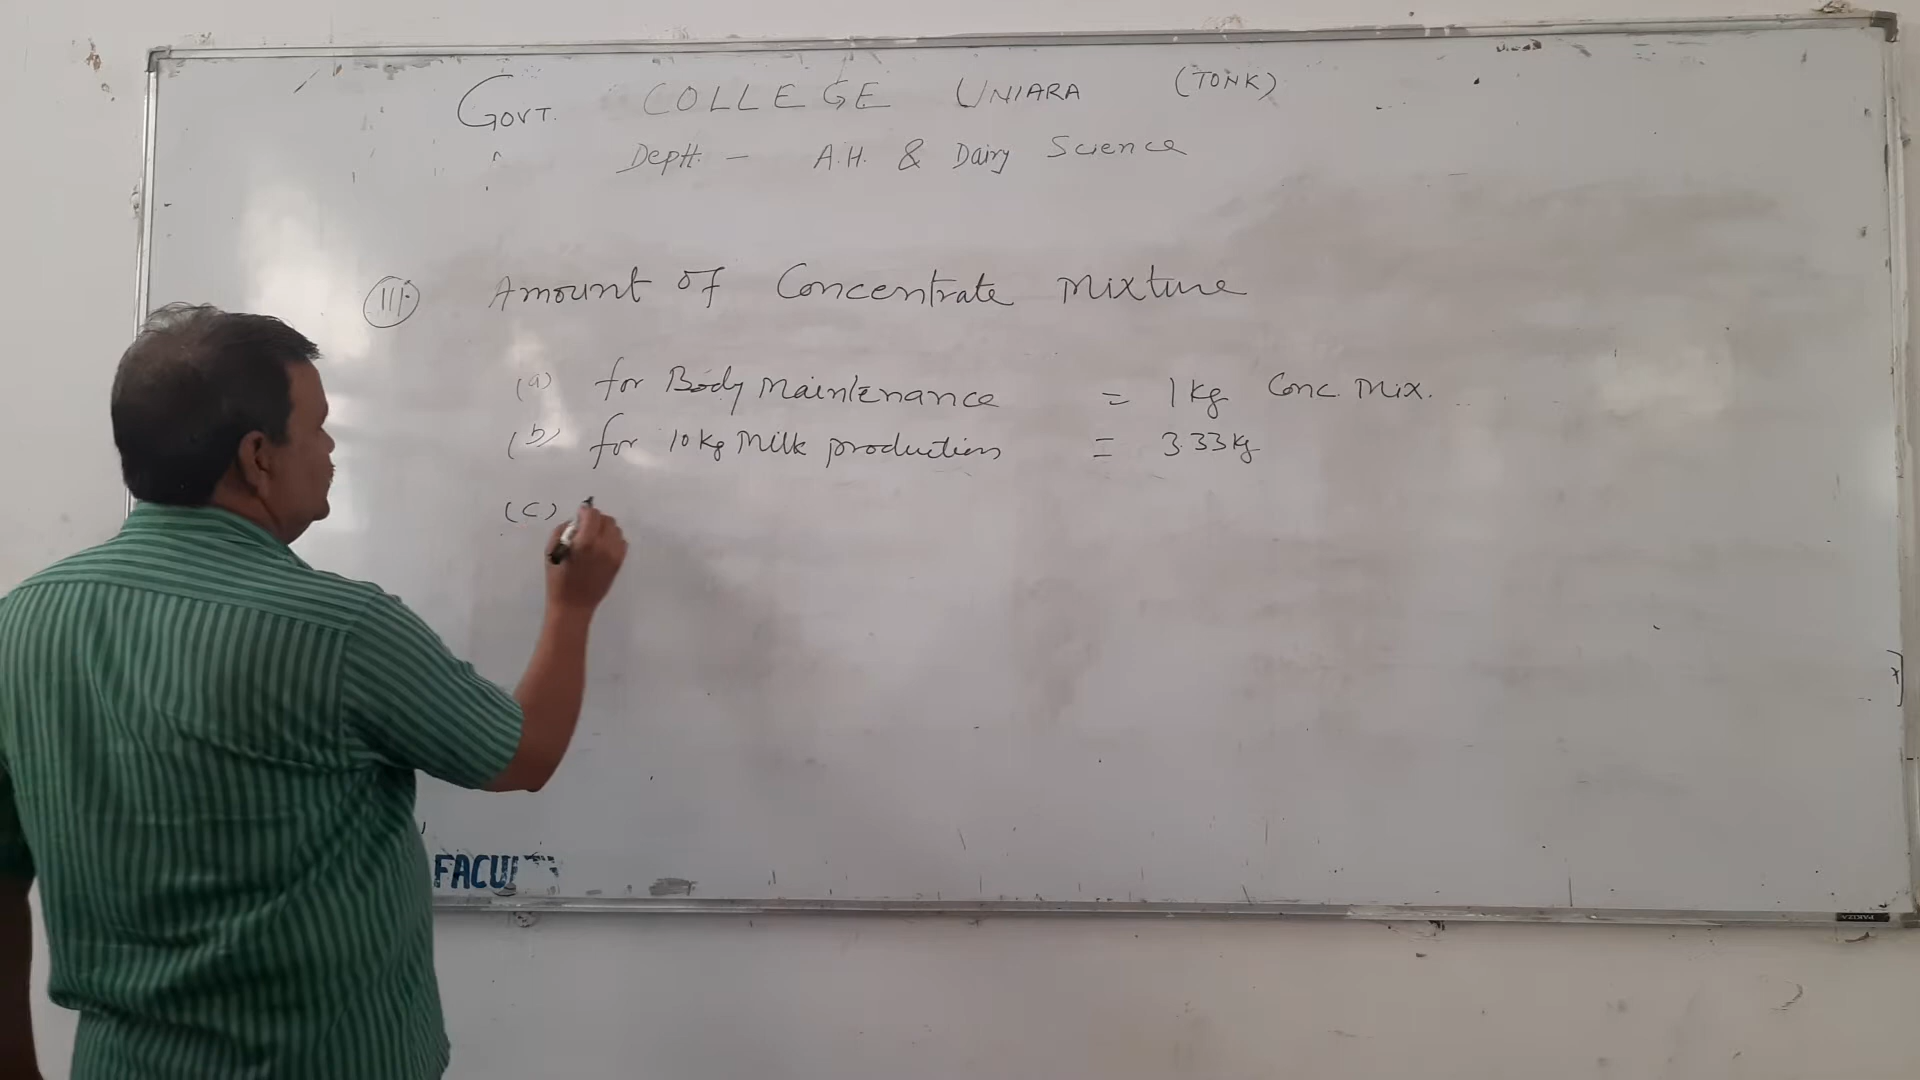 GOVT. COLLEGE UNIARA (TONK)
Deptt. - A.H. & Dairy Science
III. Amount of Concentrate Mixture
(a) for Body Maintenance = 1 kg Conc. Mix.
(b) for 10 kg Milk production = 3.33 kg
(c)
FACUL